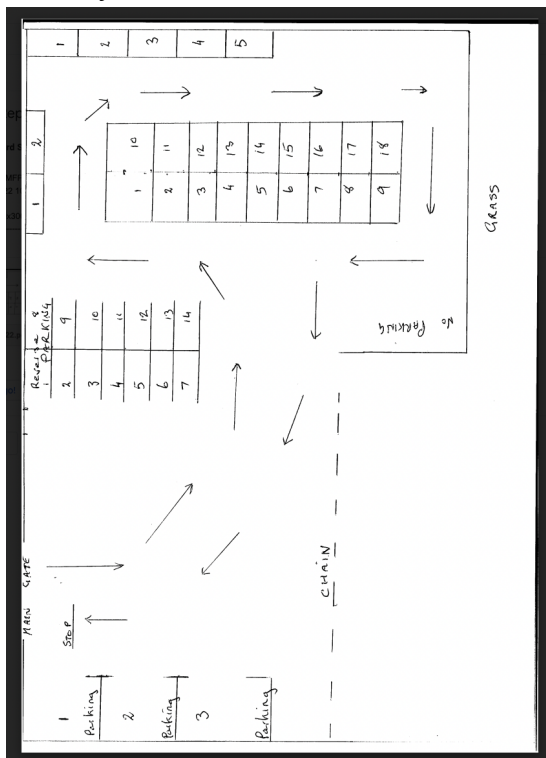 1 2 3 4 5
1 2
10 11 12 13 14 15 16 17 18
1 2 3 4 5 6 7 8 9
GRASS
No PARKING
Reverse
PARKING
8 9 10 11 12 13 14
1 2 3 4 5 6 7
MAIN GATE
STOP
CHAIN
1 2 3
Parking
Parking
Parking